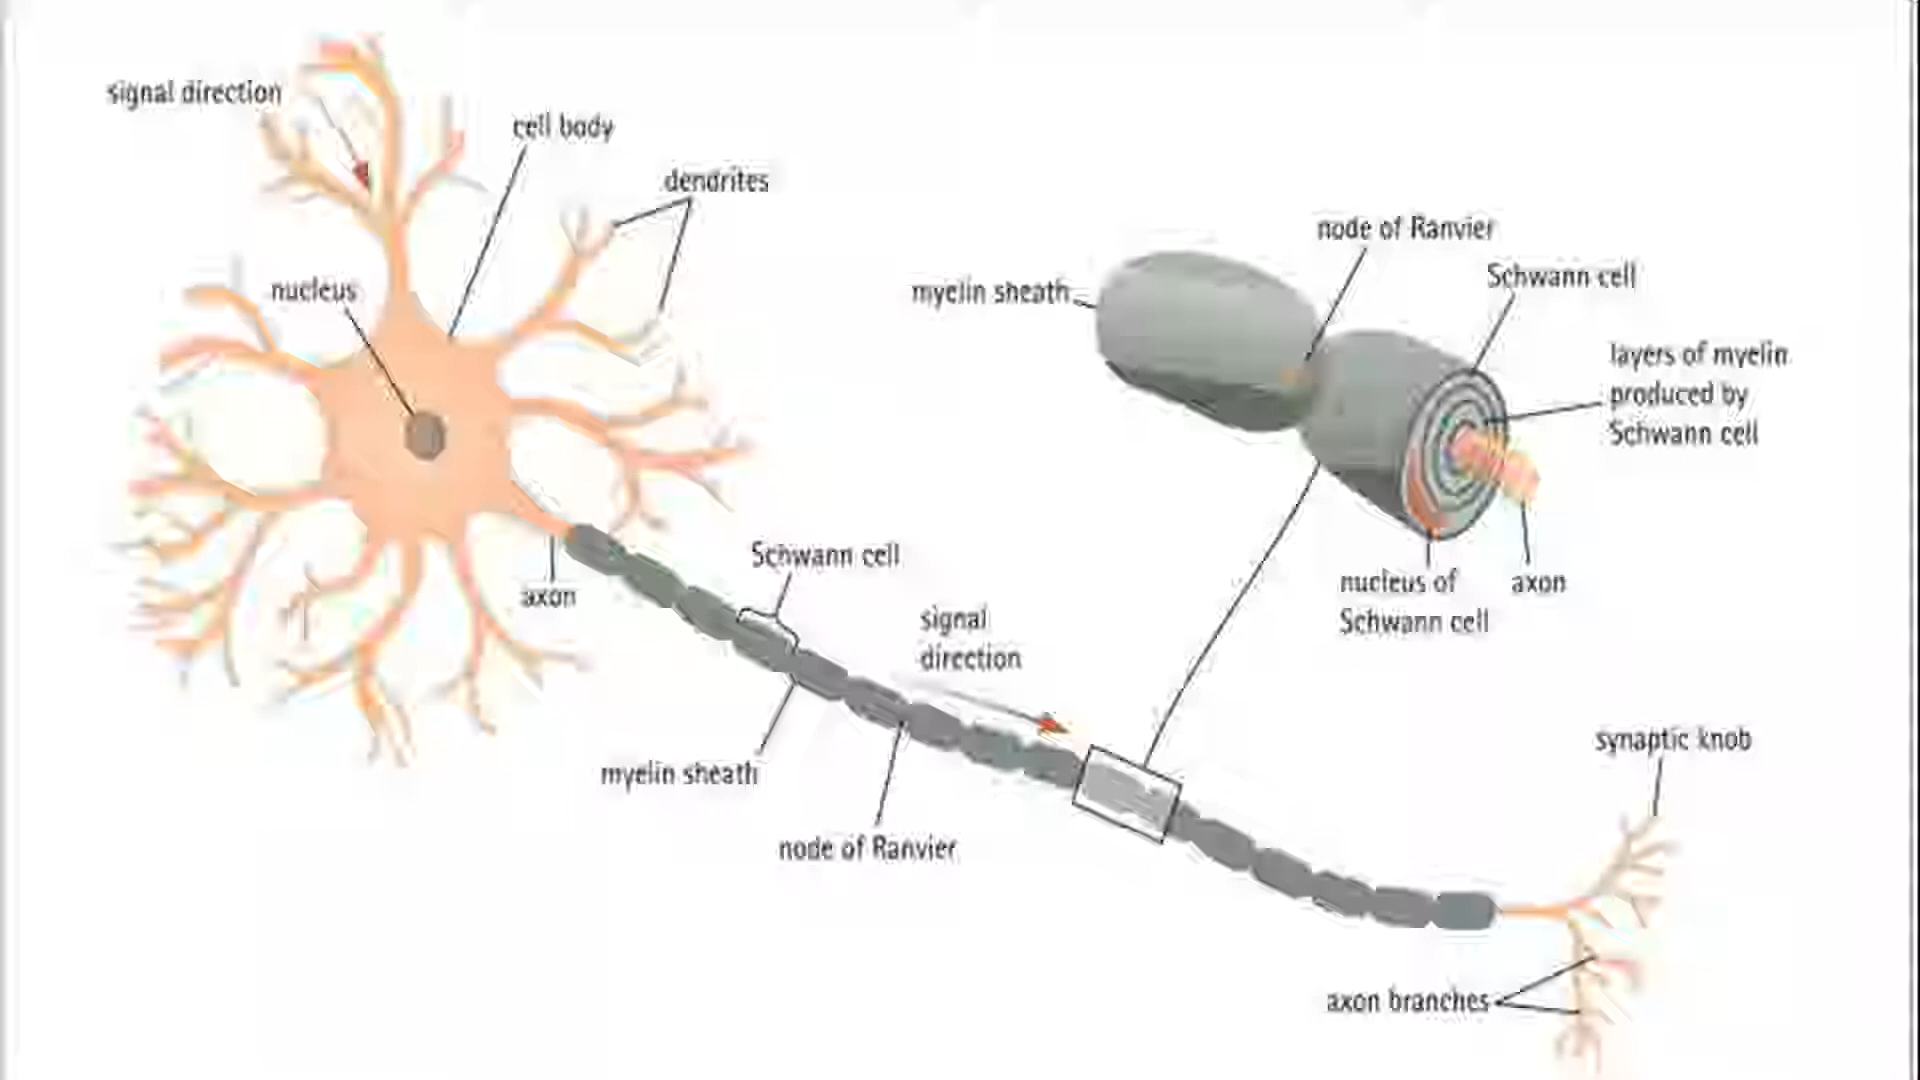 signal direction
cell body
dendrites
nucleus
axon
Schwann cell
signal
direction
myelin sheath
node of Ranvier
node of Ranvier
Schwann cell
myelin sheath
layers of myelin
produced by
Schwann cell
nucleus of
Schwann cell
axon
synaptic knob
axon branches